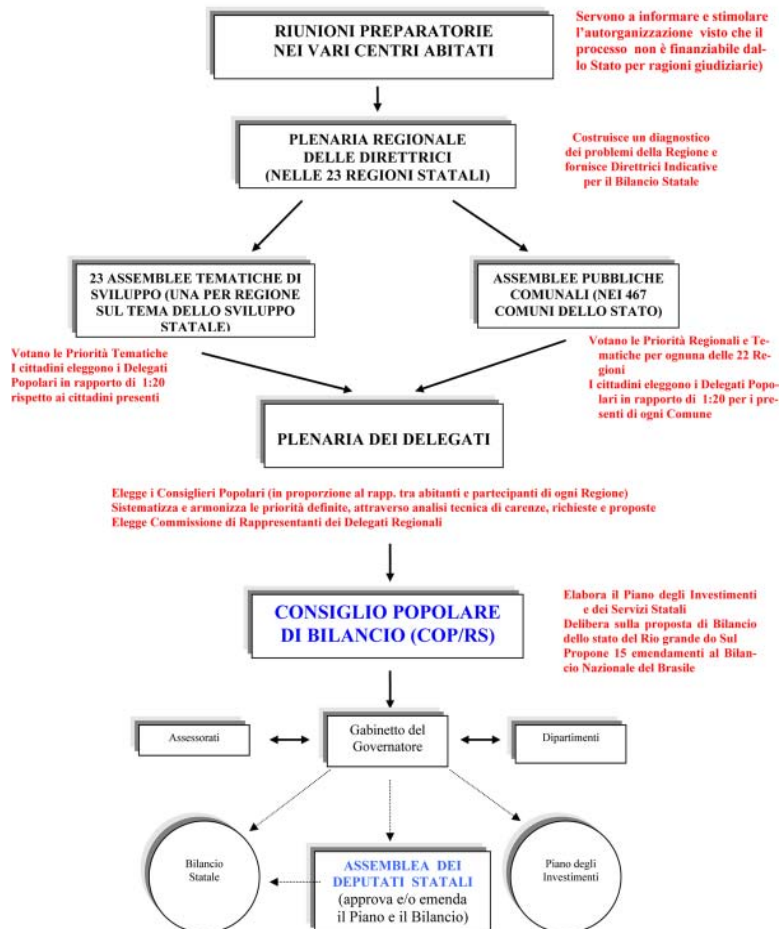 RIUNIONI PREPARATORIE
NEI VARI CENTRI ABITATI
Servono a informare e stimolare
l'autorganizzazione visto che il
processo non è finanziabile dal-
lo Stato per ragioni giudiziarie)
PLENARIA REGIONALE
DELLE DIRETTRICI
(NELLE 23 REGIONI STATALI)
Costruisce un diagnostico
dei problemi della Regione e
fornisce Direttrici Indicative
per il Bilancio Statale
23 ASSEMBLEE TEMATICHE DI
SVILUPPO (UNA PER REGIONE
SUL TEMA DELLO SVILUPPO
STATALE)
ASSEMBLEE PUBBLICHE
COMUNALI (NEI 467
COMUNI DELLO STATO)
Votano le Priorità Tematiche
I cittadini eleggono i Delegati
Popolari in rapporto di 1:20
rispetto ai cittadini presenti
Votano le Priorità Regionali e Te-
matiche per ognuna delle 22 Re-
gioni
I cittadini eleggono i Delegati Popo-
lari in rapporto di 1:20 per i pre-
senti di ogni Comune
PLENARIA DEI DELEGATI
Elegge i Consiglieri Popolari (in proporzione al rapp. tra abitanti e partecipanti di ogni Regione)
Sistematizza e armonizza le priorità definite, attraverso analisi tecnica di carenze, richieste e proposte
Elegge Commissione di Rappresentanti dei Delegati Regionali
CONSIGLIO POPOLARE
DI BILANCIO (COP/RS)
Elabora il Piano degli Investimenti
e dei Servizi Statali
Delibera sulla proposta di Bilancio
dello stato del Rio grande do Sul
Propone 15 emendamenti al Bilan-
cio Nazionale del Brasile
Assessorati
Gabinetto del
Governatore
Dipartimenti
Bilancio
Statale
ASSEMBLEA DEI
DEPUTATI STATALI
(approva e/o emenda
il Piano e il Bilancio)
Piano degli
Investimenti